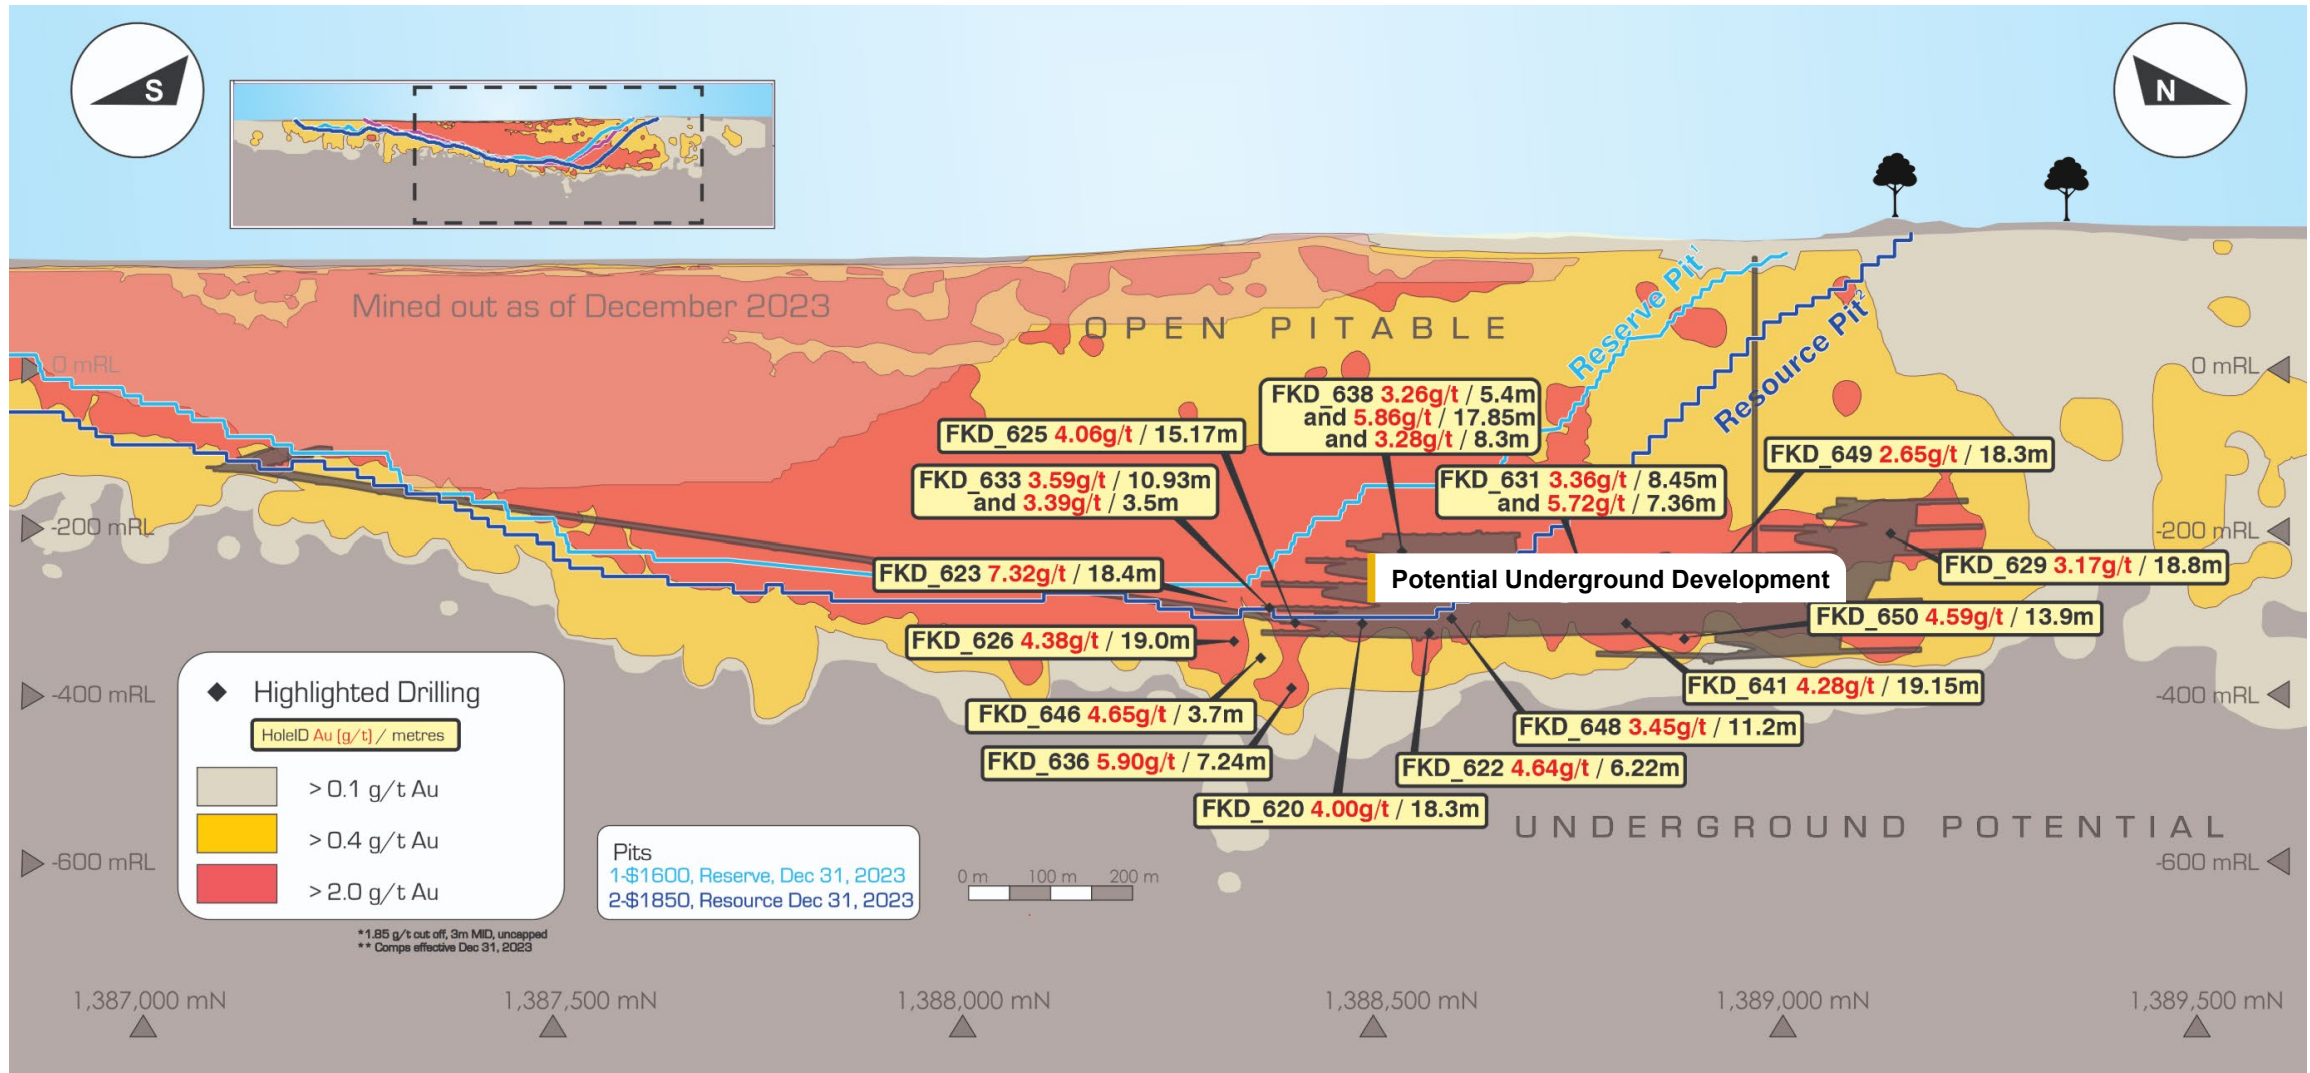 S
N
Mined out as of December 2023
OPEN PITABLE
Reserve Pit¹
Resource Pit²
0 mRL
0 mRL
-200 mRL
-200 mRL
-400 mRL
-400 mRL
-600 mRL
-600 mRL
FKD_638 3.26g/t / 5.4m
and 5.86g/t / 17.85m
and 3.28g/t / 8.3m
FKD_625 4.06g/t / 15.17m
FKD_649 2.65g/t / 18.3m
FKD_633 3.59g/t / 10.93m
and 3.39g/t / 3.5m
FKD_631 3.36g/t / 8.45m
and 5.72g/t / 7.36m
FKD_623 7.32g/t / 18.4m
Potential Underground Development
FKD_629 3.17g/t / 18.8m
FKD_650 4.59g/t / 13.9m
FKD_626 4.38g/t / 19.0m
FKD_641 4.28g/t / 19.15m
FKD_646 4.65g/t / 3.7m
FKD_648 3.45g/t / 11.2m
FKD_636 5.90g/t / 7.24m
FKD_622 4.64g/t / 6.22m
FKD_620 4.00g/t / 18.3m
UNDERGROUND POTENTIAL
Highlighted Drilling
HoleID Au (g/t) / metres
> 0.1 g/t Au
> 0.4 g/t Au
> 2.0 g/t Au
*1.85 g/t cut off, 3m MID, uncapped
** Comps effective Dec 31, 2023
Pits
1-$1600, Reserve, Dec 31, 2023
2-$1850, Resource Dec 31, 2023
0 m 100 m 200 m
1,387,000 mN
1,387,500 mN
1,388,000 mN
1,388,500 mN
1,389,000 mN
1,389,500 mN